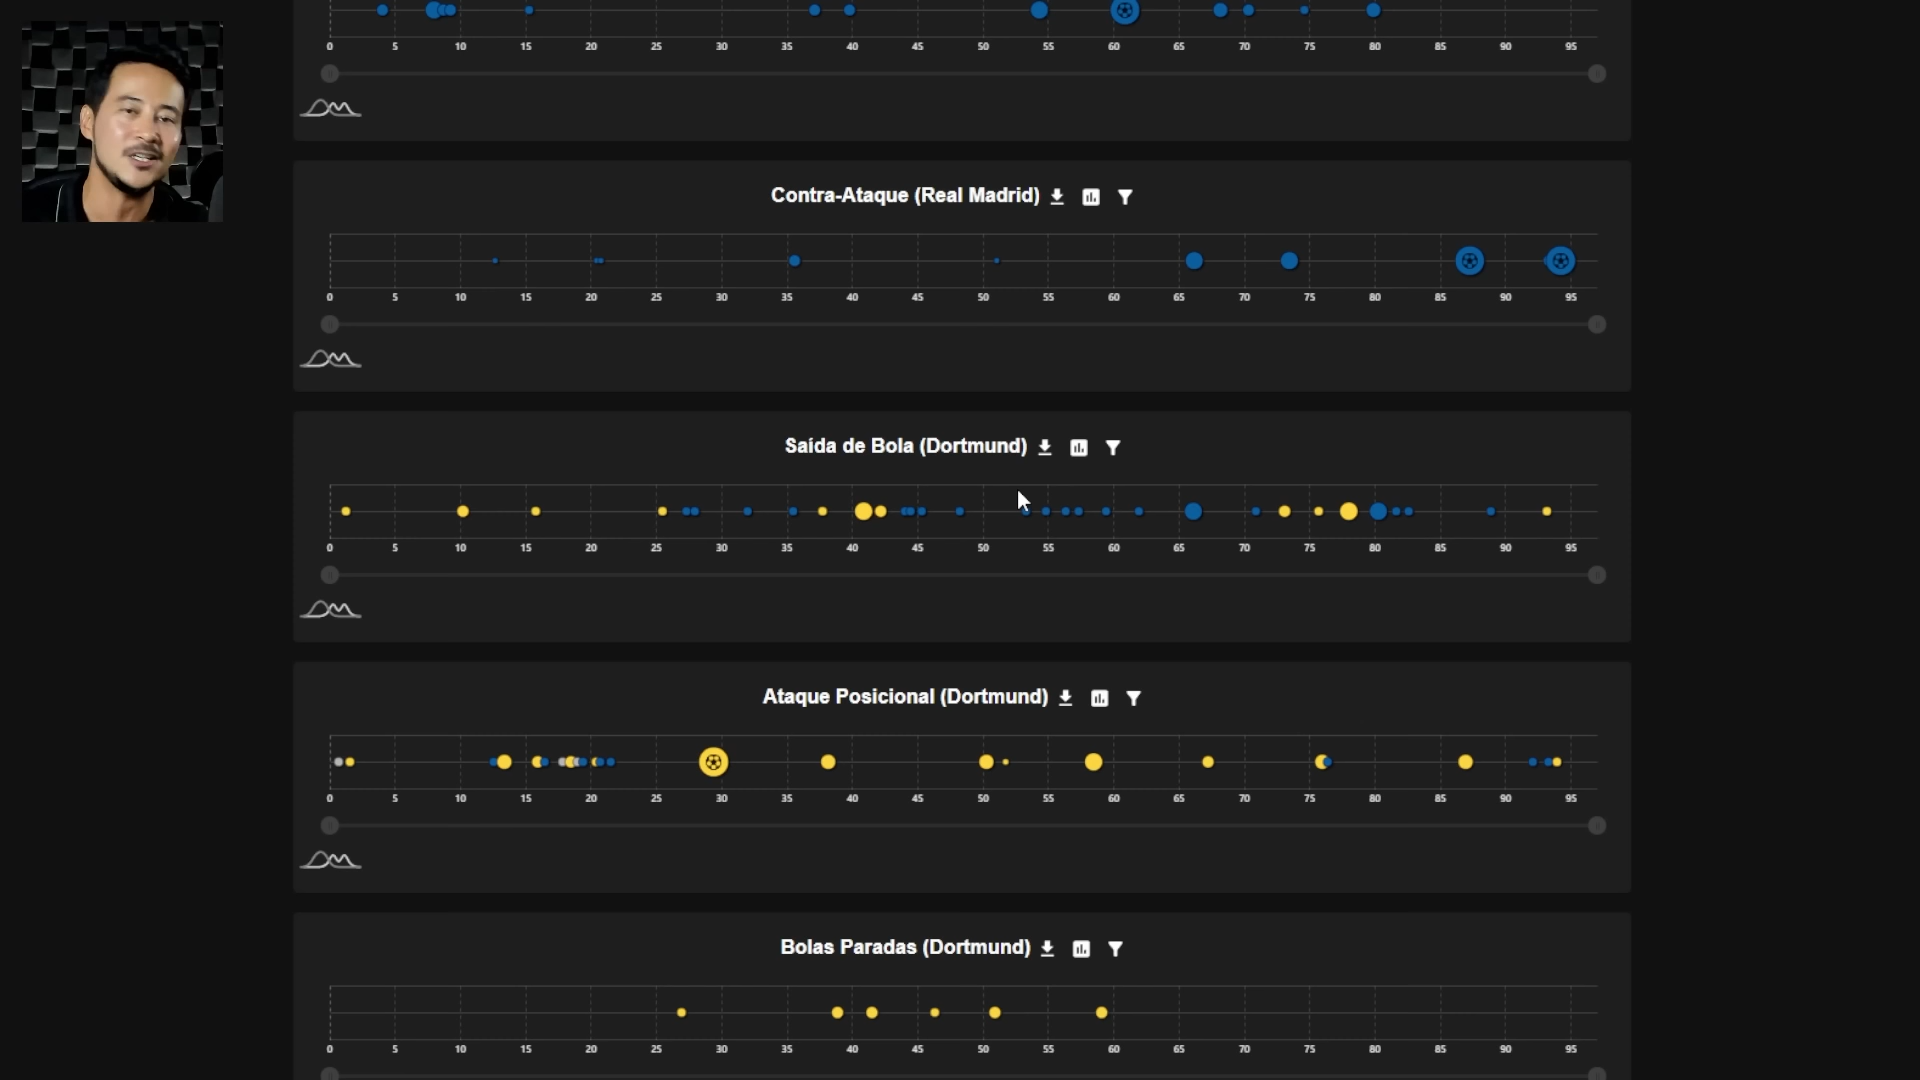 0 5 10 15 20 25 30 35 40 45 50 55 60 65 70 75 80 85 90 95
Contra-Ataque (Real Madrid)
0 5 10 15 20 25 30 35 40 45 50 55 60 65 70 75 80 85 90 95
Saída de Bola (Dortmund)
0 5 10 15 20 25 30 35 40 45 50 55 60 65 70 75 80 85 90 95
Ataque Posicional (Dortmund)
0 5 10 15 20 25 30 35 40 45 50 55 60 65 70 75 80 85 90 95
Bolas Paradas (Dortmund)
0 5 10 15 20 25 30 35 40 45 50 55 60 65 70 75 80 85 90 95